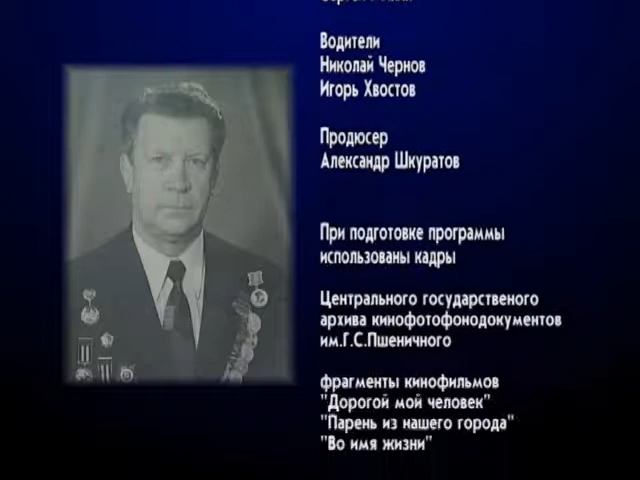 Водители
Николай Чернов
Игорь Хвостов
Продюсер
Александр Шкуратов
При подготовке программы
использованы кадры
Центрального государственого
архива кинофотофонодокументов
им.Г.С.Пшеничного
фрагменты кинофильмов
"Дорогой мой человек"
"Парень из нашего города"
"Во имя жизни"